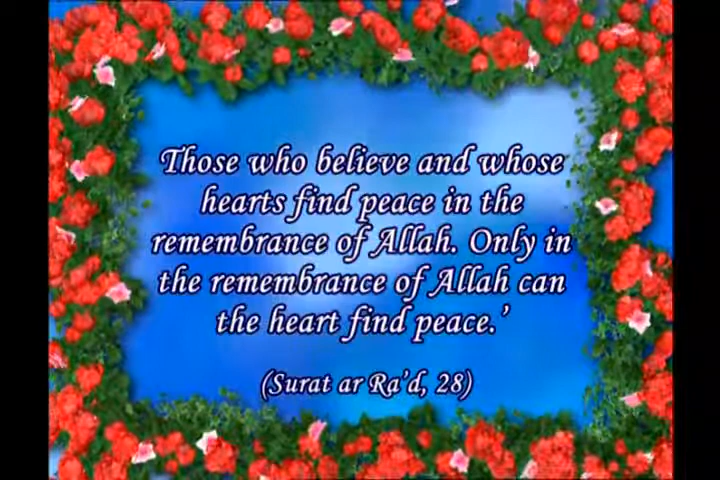 Those who believe and whose
hearts find peace in the
remembrance of Allah. Only in
the remembrance of Allah can
the heart find peace.’
(Surat ar Ra’d, 28)